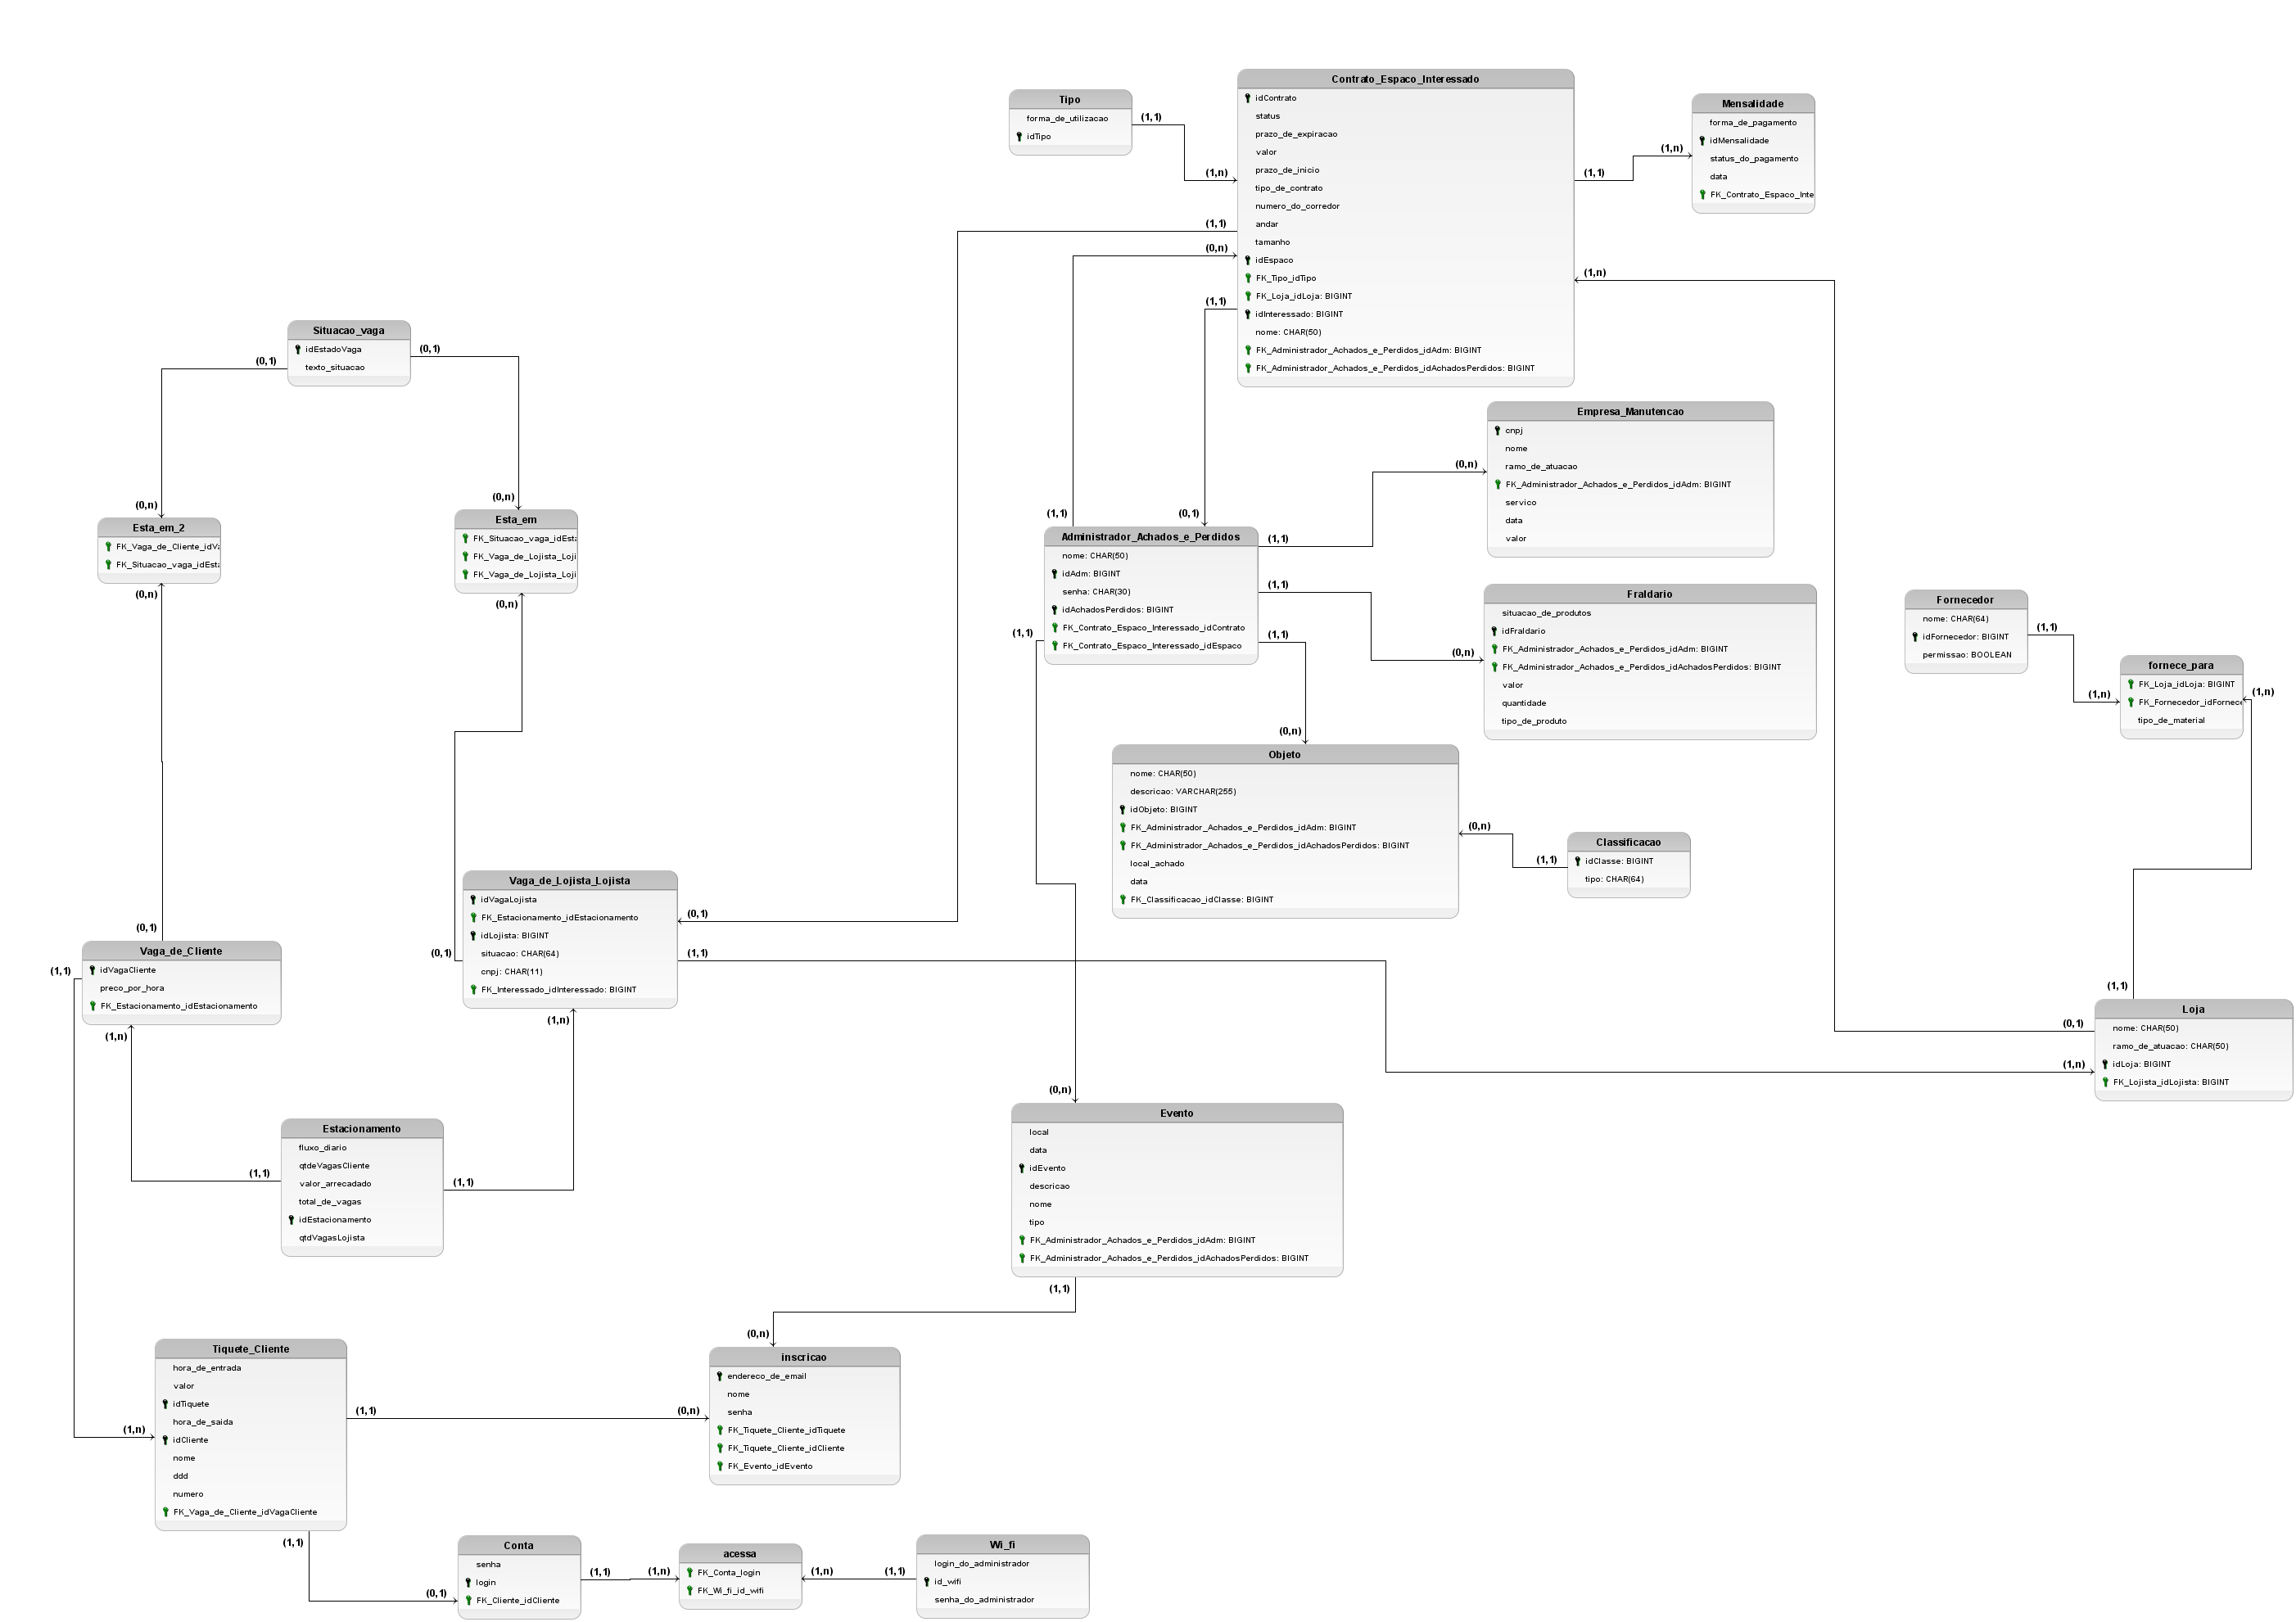 Contrato_Espaco_Interessado
idContrato
status
prazo_de_expiracao
valor
prazo_de_inicio
tipo_de_contrato
numero_do_corredor
andar
tamanho
idEspaco
FK_Tipo_idTipo
FK_Loja_idLoja: BIGINT
idInteressado: BIGINT
nome: CHAR(50)
FK_Administrador_Achados_e_Perdidos_idAdm: BIGINT
FK_Administrador_Achados_e_Perdidos_idAchadosPerdidos: BIGINT
Tipo
forma_de_utilizacao
idTipo
(1,1)
(1,n)
(1,1)
(0,n)
(1,1)
Mensalidade
forma_de_pagamento
idMensalidade
status_do_pagamento
data
FK_Contrato_Espaco_Inte
(1,1)
(1,n)
(1,n)
Situacao_vaga
idEstadoVaga
texto_situacao
(0,1)
(0,1)
(0,n)
(0,n)
Esta_em_2
FK_Vaga_de_Cliente_idVa
FK_Situacao_vaga_idEsta
(0,n)
Esta_em
FK_Situacao_vaga_idEsta
FK_Vaga_de_Lojista_Loji
FK_Vaga_de_Lojista_Loji
(0,n)
Empresa_Manutencao
cnpj
nome
ramo_de_atuacao
FK_Administrador_Achados_e_Perdidos_idAdm: BIGINT
servico
data
valor
(0,n)
(1,1)
(0,1)
Administrador_Achados_e_Perdidos
nome: CHAR(50)
idAdm: BIGINT
senha: CHAR(30)
idAchadosPerdidos: BIGINT
FK_Contrato_Espaco_Interessado_idContrato
FK_Contrato_Espaco_Interessado_idEspaco
(1,1)
(1,1)
(1,1)
(1,1)
Fraldario
situacao_de_produtos
idFraldario
FK_Administrador_Achados_e_Perdidos_idAdm: BIGINT
FK_Administrador_Achados_e_Perdidos_idAchadosPerdidos: BIGINT
valor
quantidade
tipo_de_produto
(0,n)
(0,n)
Fornecedor
nome: CHAR(64)
idFornecedor: BIGINT
permissao: BOOLEAN
(1,1)
(1,n)
fornece_para
FK_Loja_idLoja: BIGINT
FK_Fornecedor_idFornece
tipo_de_material
(1,n)
Objeto
nome: CHAR(50)
descricao: VARCHAR(255)
idObjeto: BIGINT
FK_Administrador_Achados_e_Perdidos_idAdm: BIGINT
FK_Administrador_Achados_e_Perdidos_idAchadosPerdidos: BIGINT
local_achado
data
FK_Classificacao_idClasse: BIGINT
(0,n)
(1,1)
Classificacao
idClasse: BIGINT
tipo: CHAR(64)
Vaga_de_Lojista_Lojista
idVagaLojista
FK_Estacionamento_idEstacionamento
idLojista: BIGINT
situacao: CHAR(64)
cnpj: CHAR(11)
FK_Interessado_idInteressado: BIGINT
(0,1)
(0,1)
(1,1)
(1,n)
(0,1)
Vaga_de_Cliente
idVagaCliente
preco_por_hora
FK_Estacionamento_idEstacionamento
(1,1)
(1,n)
(1,1)
Loja
nome: CHAR(50)
ramo_de_atuacao: CHAR(50)
idLoja: BIGINT
FK_Lojista_idLojista: BIGINT
(0,1)
(1,n)
Estacionamento
fluxo_diario
qtdeVagasCliente
valor_arrecadado
total_de_vagas
idEstacionamento
qtdVagasLojista
(1,1)
(1,1)
(0,n)
Evento
local
data
idEvento
descricao
nome
tipo
FK_Administrador_Achados_e_Perdidos_idAdm: BIGINT
FK_Administrador_Achados_e_Perdidos_idAchadosPerdidos: BIGINT
(1,1)
(0,n)
Tiquete_Cliente
hora_de_entrada
valor
idTiquete
hora_de_saida
idCliente
nome
ddd
numero
FK_Vaga_de_Cliente_idVagaCliente
(1,n)
(1,1)
(0,n)
(1,1)
inscricao
endereco_de_email
nome
senha
FK_Tiquete_Cliente_idTiquete
FK_Tiquete_Cliente_idCliente
FK_Evento_idEvento
Conta
senha
login
FK_Cliente_idCliente
(0,1)
(1,1)
(1,n)
acessa
FK_Conta_login
FK_Wi_fi_id_wifi
(1,n)
(1,1)
Wi_fi
login_do_administrador
id_wifi
senha_do_administrador